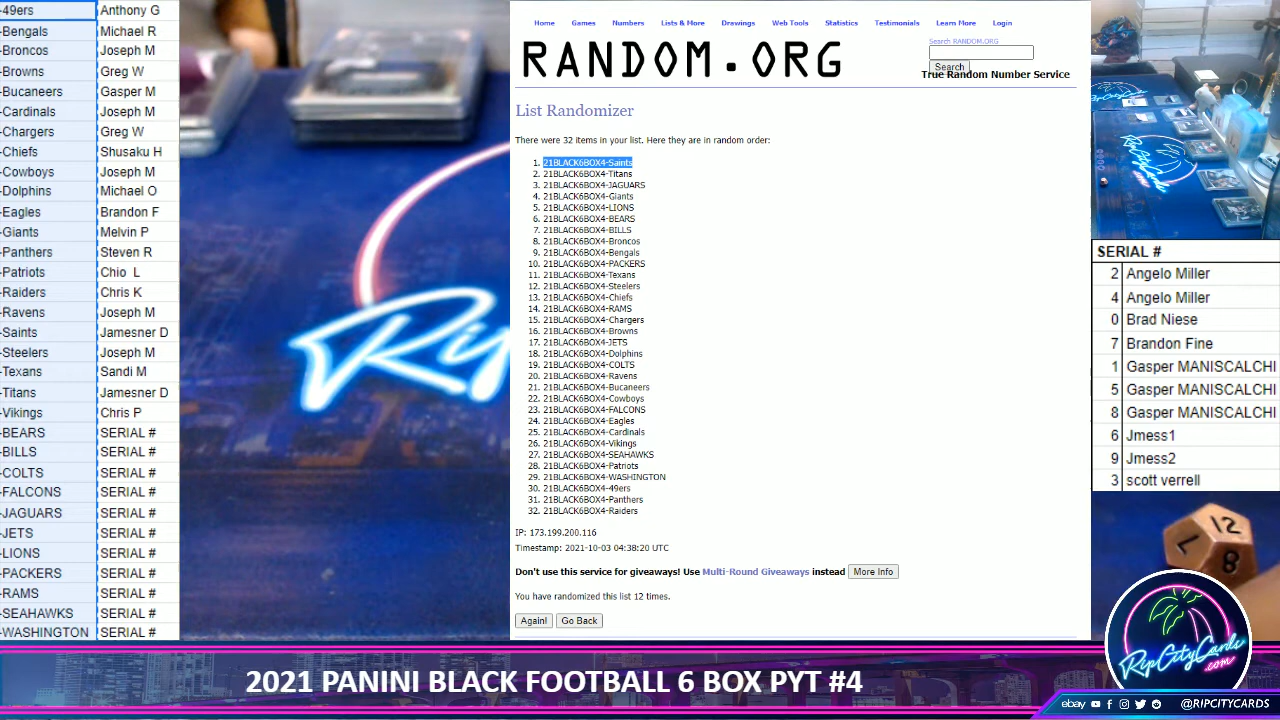 -49ers Anthony G
-Bengals Michael R
-Broncos Joseph M
-Browns Greg W
-Bucaneers Gasper M
-Cardinals Joseph M
-Chargers Greg W
-Chiefs Shusaku H
-Cowboys Joseph M
-Dolphins Michael O
-Eagles Brandon F
-Giants Melvin P
-Panthers Steven R
-Patriots Chio L
-Raiders Chris K
-Ravens Joseph M
-Saints Jamesner D
-Steelers Joseph M
-Texans Sandi M
-Titans Jamesner D
-Vikings Chris P
-BEARS SERIAL #
-BILLS SERIAL #
-COLTS SERIAL #
-FALCONS SERIAL #
-JAGUARS SERIAL #
-JETS SERIAL #
-LIONS SERIAL #
-PACKERS SERIAL #
-RAMS SERIAL #
-SEAHAWKS SERIAL #
-WASHINGTON SERIAL #
Home Games Numbers Lists & More Drawings Web Tools Statistics Testimonials Learn More Login
RANDOM.ORG
Search RANDOM.ORG
Search
True Random Number Service
List Randomizer
There were 32 items in your list. Here they are in random order:
1. 21BLACK6BOX4-Saints
2. 21BLACK6BOX4-Titans
3. 21BLACK6BOX4-JAGUARS
4. 21BLACK6BOX4-Giants
5. 21BLACK6BOX4-LIONS
6. 21BLACK6BOX4-BEARS
7. 21BLACK6BOX4-BILLS
8. 21BLACK6BOX4-Broncos
9. 21BLACK6BOX4-Bengals
10. 21BLACK6BOX4-PACKERS
11. 21BLACK6BOX4-Texans
12. 21BLACK6BOX4-Steelers
13. 21BLACK6BOX4-Chiefs
14. 21BLACK6BOX4-RAMS
15. 21BLACK6BOX4-Chargers
16. 21BLACK6BOX4-Browns
17. 21BLACK6BOX4-JETS
18. 21BLACK6BOX4-Dolphins
19. 21BLACK6BOX4-COLTS
20. 21BLACK6BOX4-Ravens
21. 21BLACK6BOX4-Bucaneers
22. 21BLACK6BOX4-Cowboys
23. 21BLACK6BOX4-FALCONS
24. 21BLACK6BOX4-Eagles
25. 21BLACK6BOX4-Cardinals
26. 21BLACK6BOX4-Vikings
27. 21BLACK6BOX4-SEAHAWKS
28. 21BLACK6BOX4-Patriots
29. 21BLACK6BOX4-WASHINGTON
30. 21BLACK6BOX4-49ers
31. 21BLACK6BOX4-Panthers
32. 21BLACK6BOX4-Raiders
IP: 173.199.200.116
Timestamp: 2021-10-03 04:38:20 UTC
Don't use this service for giveaways! Use Multi-Round Giveaways instead More Info
You have randomized this list 12 times.
Again! Go Back
SERIAL #
2 Angelo Miller
4 Angelo Miller
0 Brad Niese
7 Brandon Fine
1 Gasper MANISCALCHI
5 Gasper MANISCALCHI
8 Gasper MANISCALCHI
6 Jmess1
9 Jmess2
3 scott verrell
12
8
RipCityCards
.com
2021 PANINI BLACK FOOTBALL 6 BOX PYT #4
ebay @RIPCITYCARDS